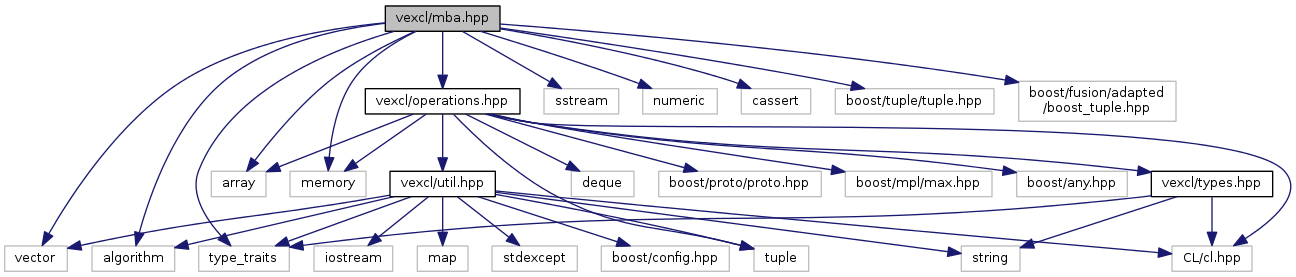 vexcl/mba.hpp
vexcl/operations.hpp
sstream
numeric
cassert
boost/tuple/tuple.hpp
boost/fusion/adapted
/boost_tuple.hpp
array
memory
vexcl/util.hpp
deque
boost/proto/proto.hpp
boost/mpl/max.hpp
boost/any.hpp
vexcl/types.hpp
vector
algorithm
type_traits
iostream
map
stdexcept
boost/config.hpp
tuple
string
CL/cl.hpp